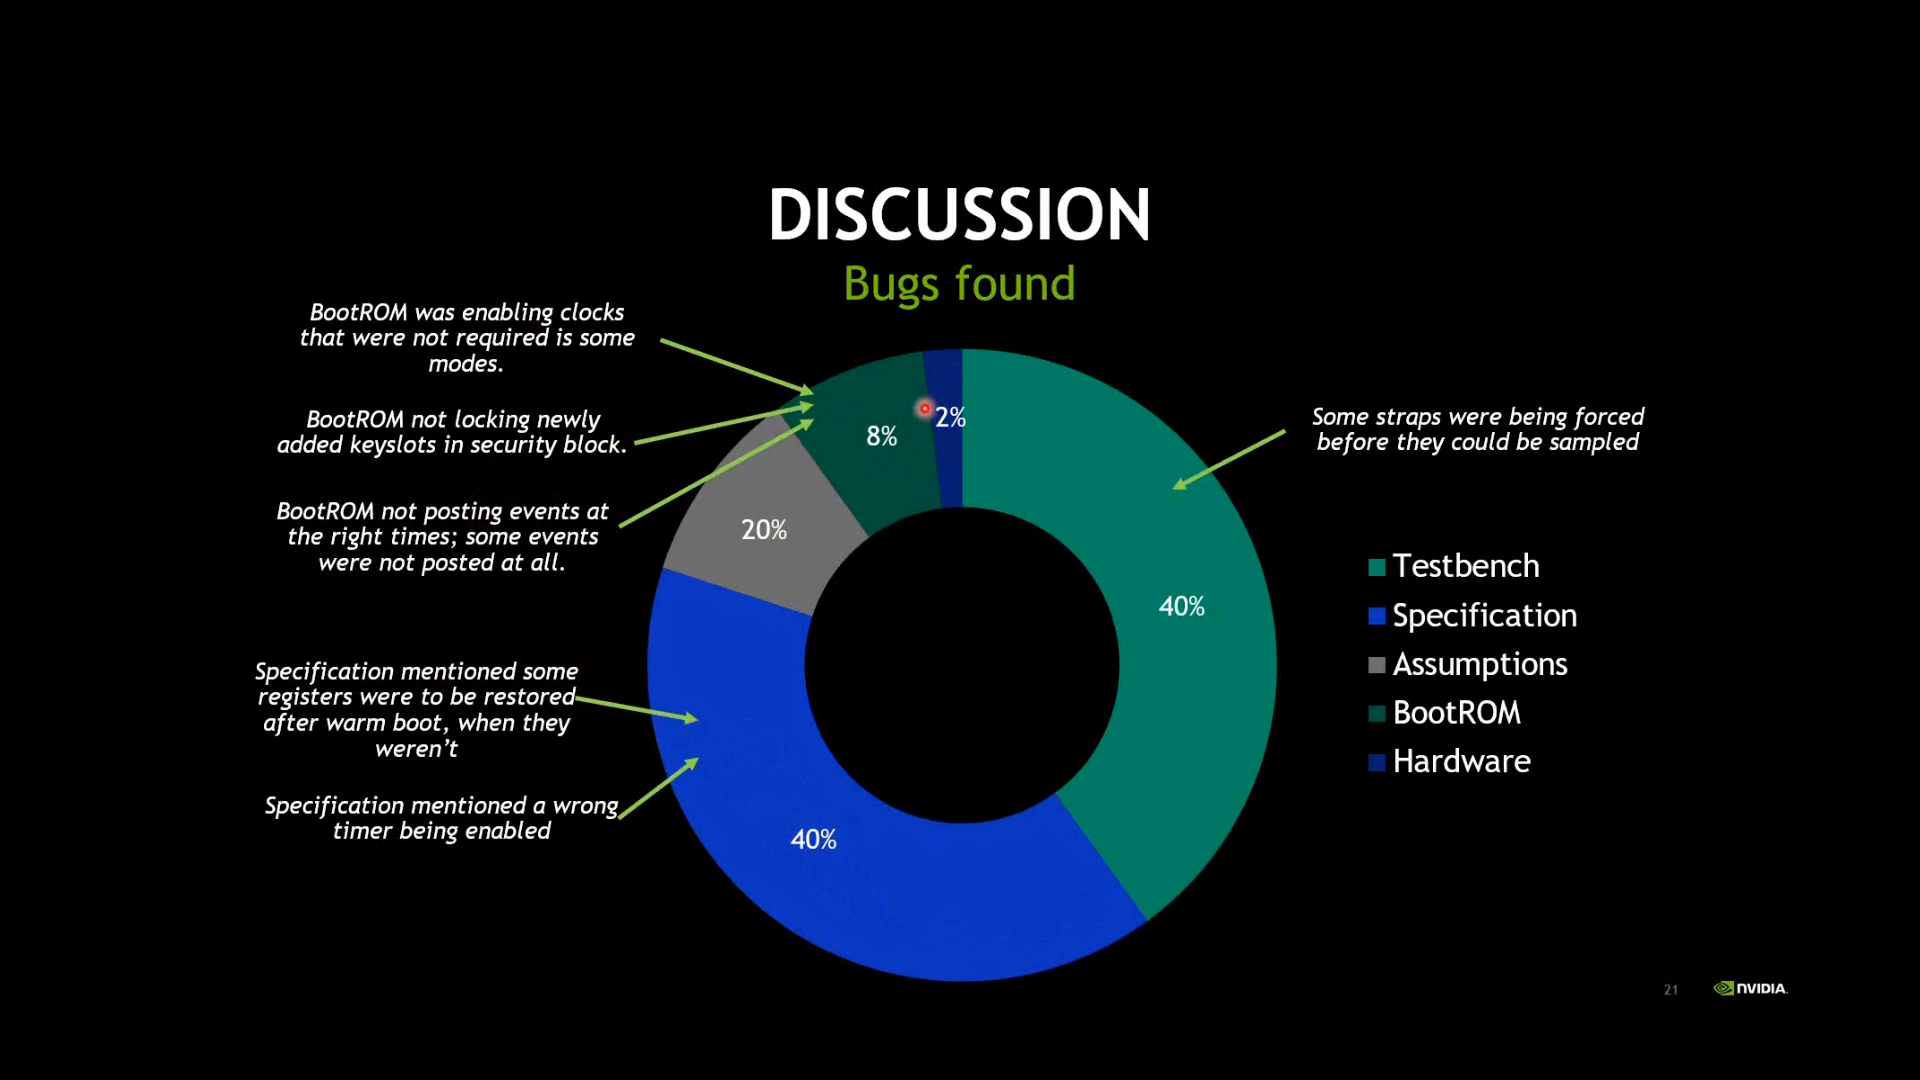 DISCUSSION
Bugs found
BootROM was enabling clocks
that were not required is some
modes.
BootROM not locking newly
added keyslots in security block.
BootROM not posting events at
the right times; some events
were not posted at all.
Specification mentioned some
registers were to be restored
after warm boot, when they
weren’t
Specification mentioned a wrong
timer being enabled
2%
8%
20%
40%
40%
Some straps were being forced
before they could be sampled
Testbench
Specification
Assumptions
BootROM
Hardware
21
NVIDIA.